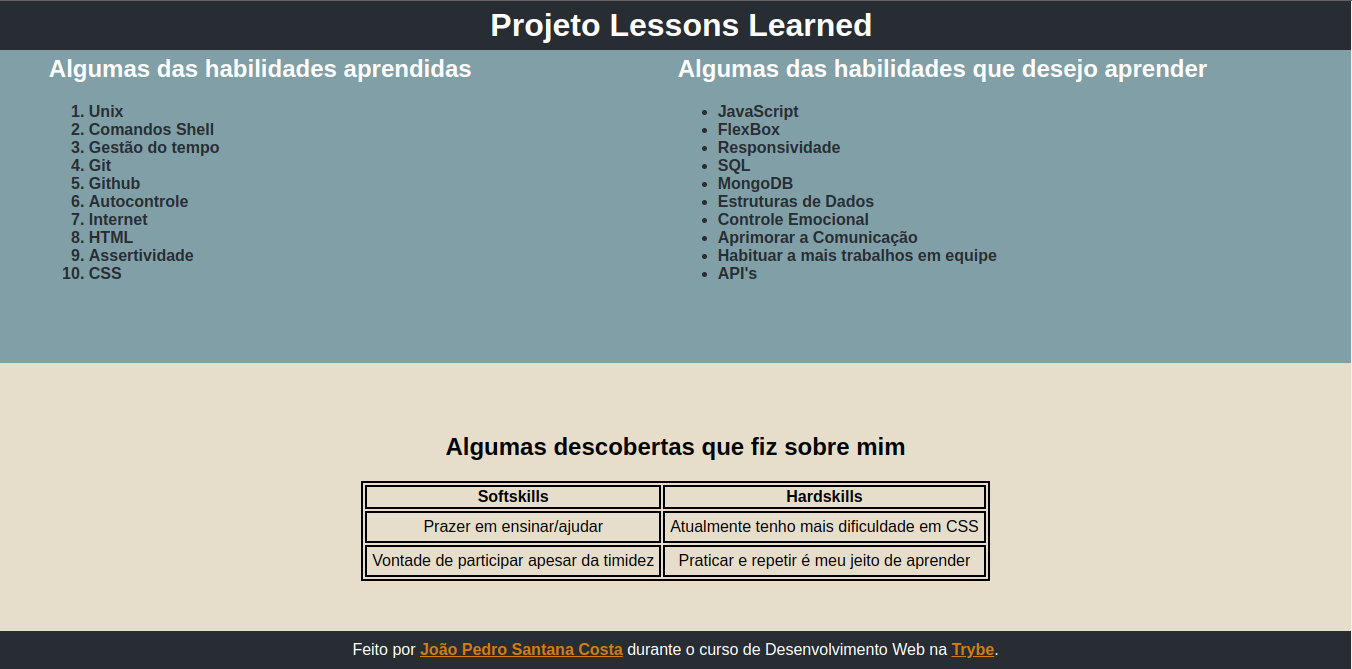 Projeto Lessons Learned
Algumas das habilidades aprendidas
1. Unix
2. Comandos Shell
3. Gestão do tempo
4. Git
5. Github
6. Autocontrole
7. Internet
8. HTML
9. Assertividade
10. CSS
Algumas das habilidades que desejo aprender
• JavaScript
• FlexBox
• Responsividade
• SQL
• MongoDB
• Estruturas de Dados
• Controle Emocional
• Aprimorar a Comunicação
• Habituar a mais trabalhos em equipe
• API's
Algumas descobertas que fiz sobre mim
Softskills Hardskills
Prazer em ensinar/ajudar Atualmente tenho mais dificuldade em CSS
Vontade de participar apesar da timidez Praticar e repetir é meu jeito de aprender
Feito por João Pedro Santana Costa durante o curso de Desenvolvimento Web na Trybe.